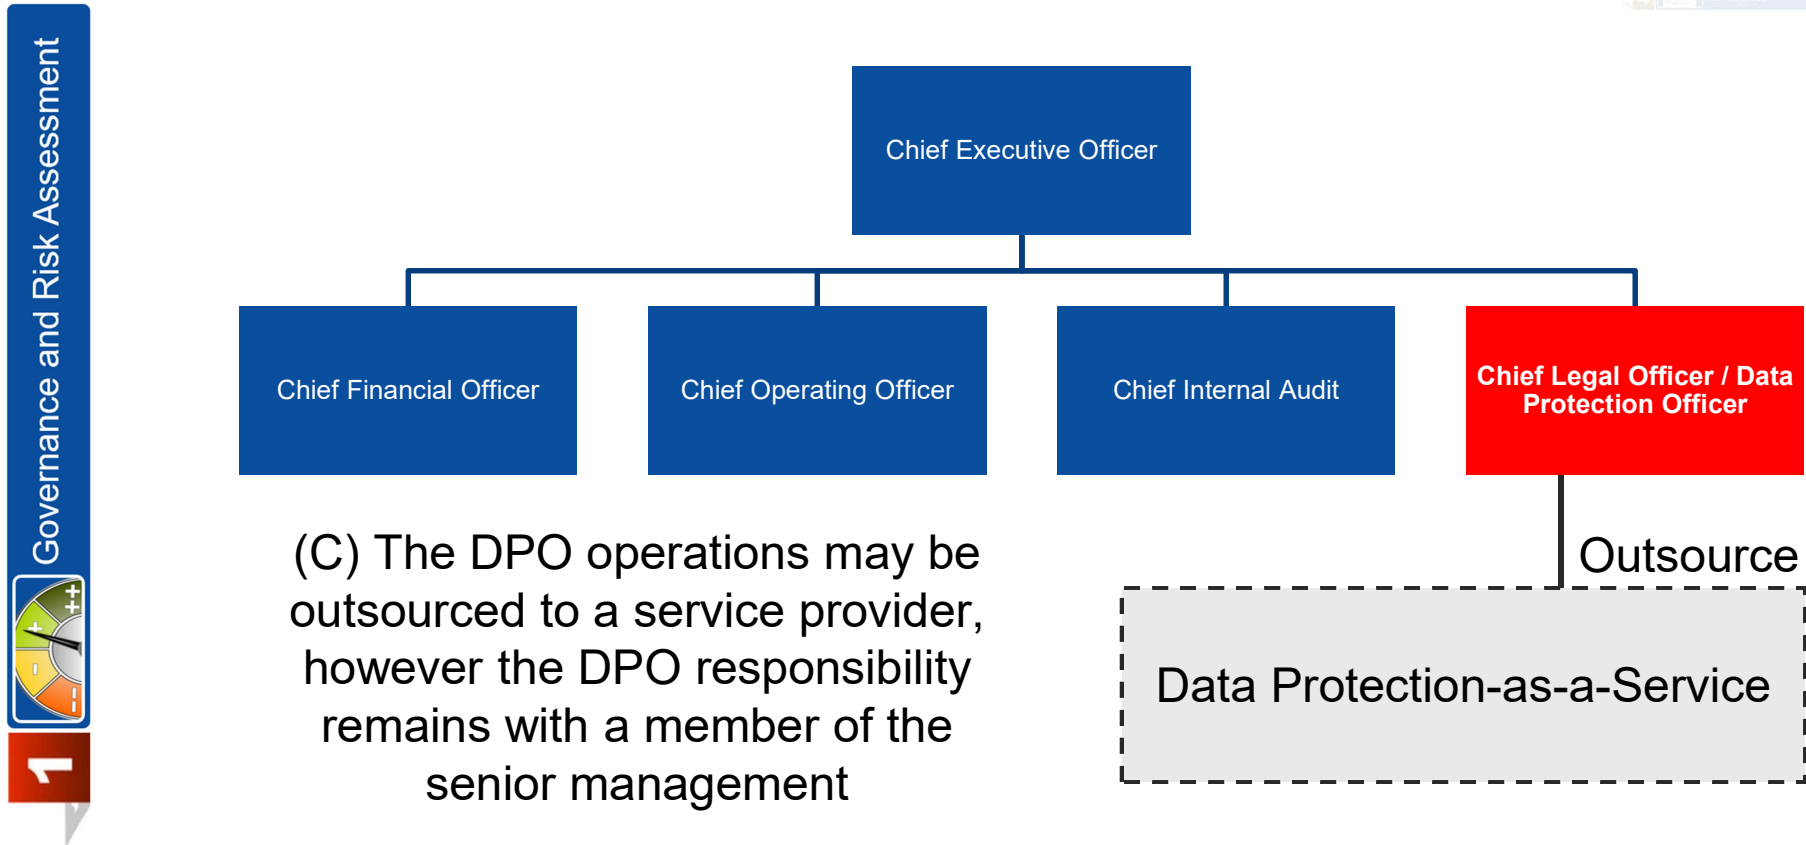 Governance and Risk Assessment
1
Chief Executive Officer
Chief Financial Officer
Chief Operating Officer
Chief Internal Audit
Chief Legal Officer / Data
Protection Officer
(C) The DPO operations may be
outsourced to a service provider,
however the DPO responsibility
remains with a member of the
senior management
Outsource
Data Protection-as-a-Service
++
+
-
--